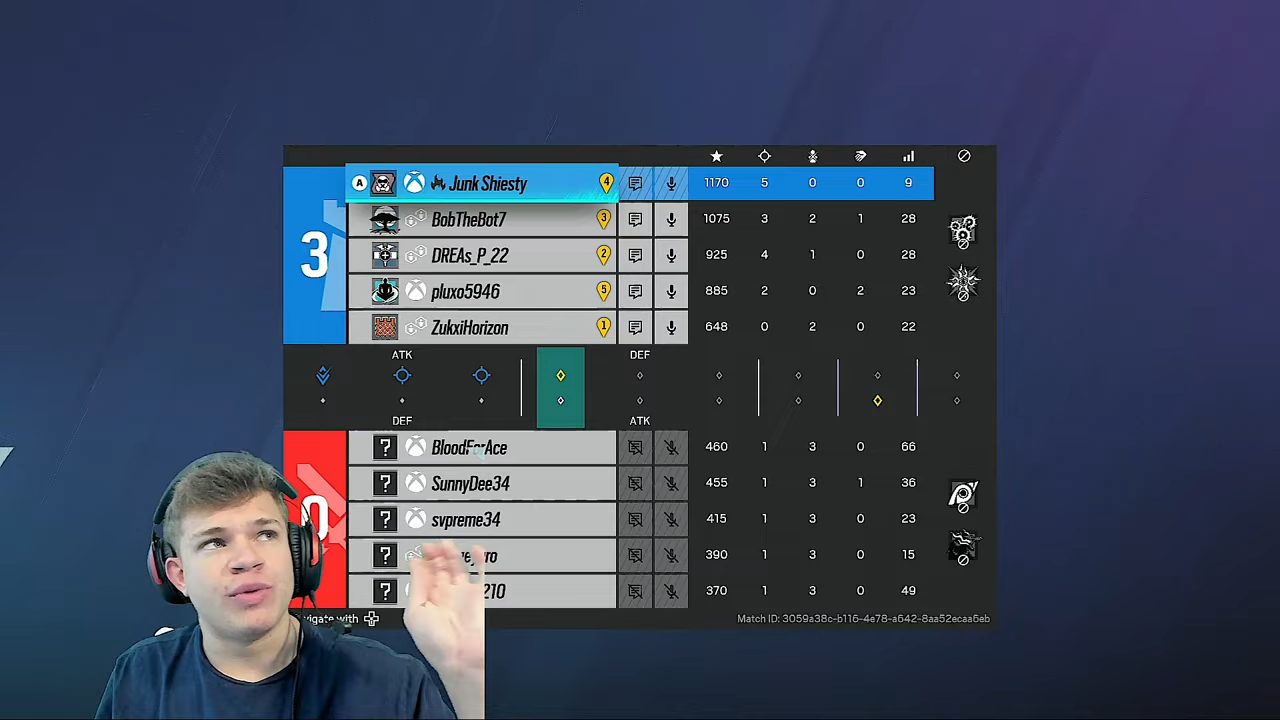 A Junk Shiesty 4 1170 5 0 0 9
BobTheBot7 3 1075 3 2 1 28
3
DREAs_P_22 2 925 4 1 0 28
pluxo5946 5 885 2 0 2 23
ZukxiHorizon 1 648 0 2 0 22
ATK DEF
DEF ATK
? BloodForAce 460 1 3 0 66
? SunnyDee34 455 1 3 1 36
0
? svpreme34 415 1 3 0 23
? 390 1 3 0 15
? 210 370 1 3 0 49
with
Match ID: 3059a38c-b116-4e78-a642-8aa52ecaa6eb